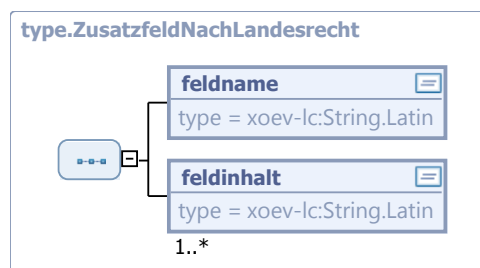 type.ZusatzfeldNachLandesrecht
feldname
type = xoev-lc:String.Latin
feldinhalt
type = xoev-lc:String.Latin
1..*